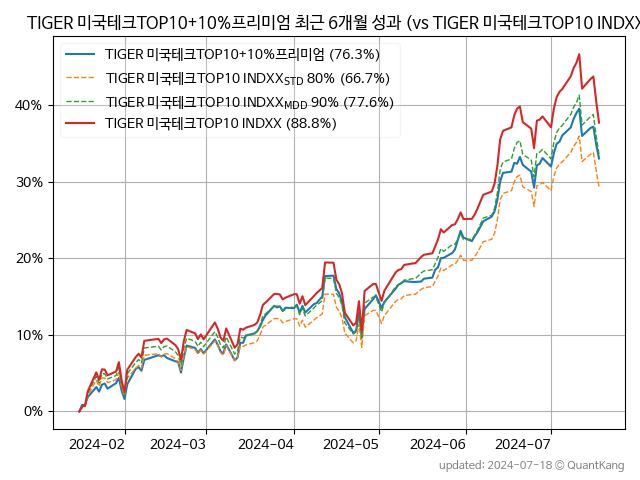 TIGER 미국테크TOP10+10%프리미엄 최근 6개월 성과 (vs TIGER 미국테크TOP10 INDXX
TIGER 미국테크TOP10+10%프리미엄 (76.3%)
TIGER 미국테크TOP10 INDXX_STD 80% (66.7%)
TIGER 미국테크TOP10 INDXX_MDD 90% (77.6%)
TIGER 미국테크TOP10 INDXX (88.8%)
40%
30%
20%
10%
0%
2024-02 2024-03 2024-04 2024-05 2024-06 2024-07
updated: 2024-07-18 © QuantKang